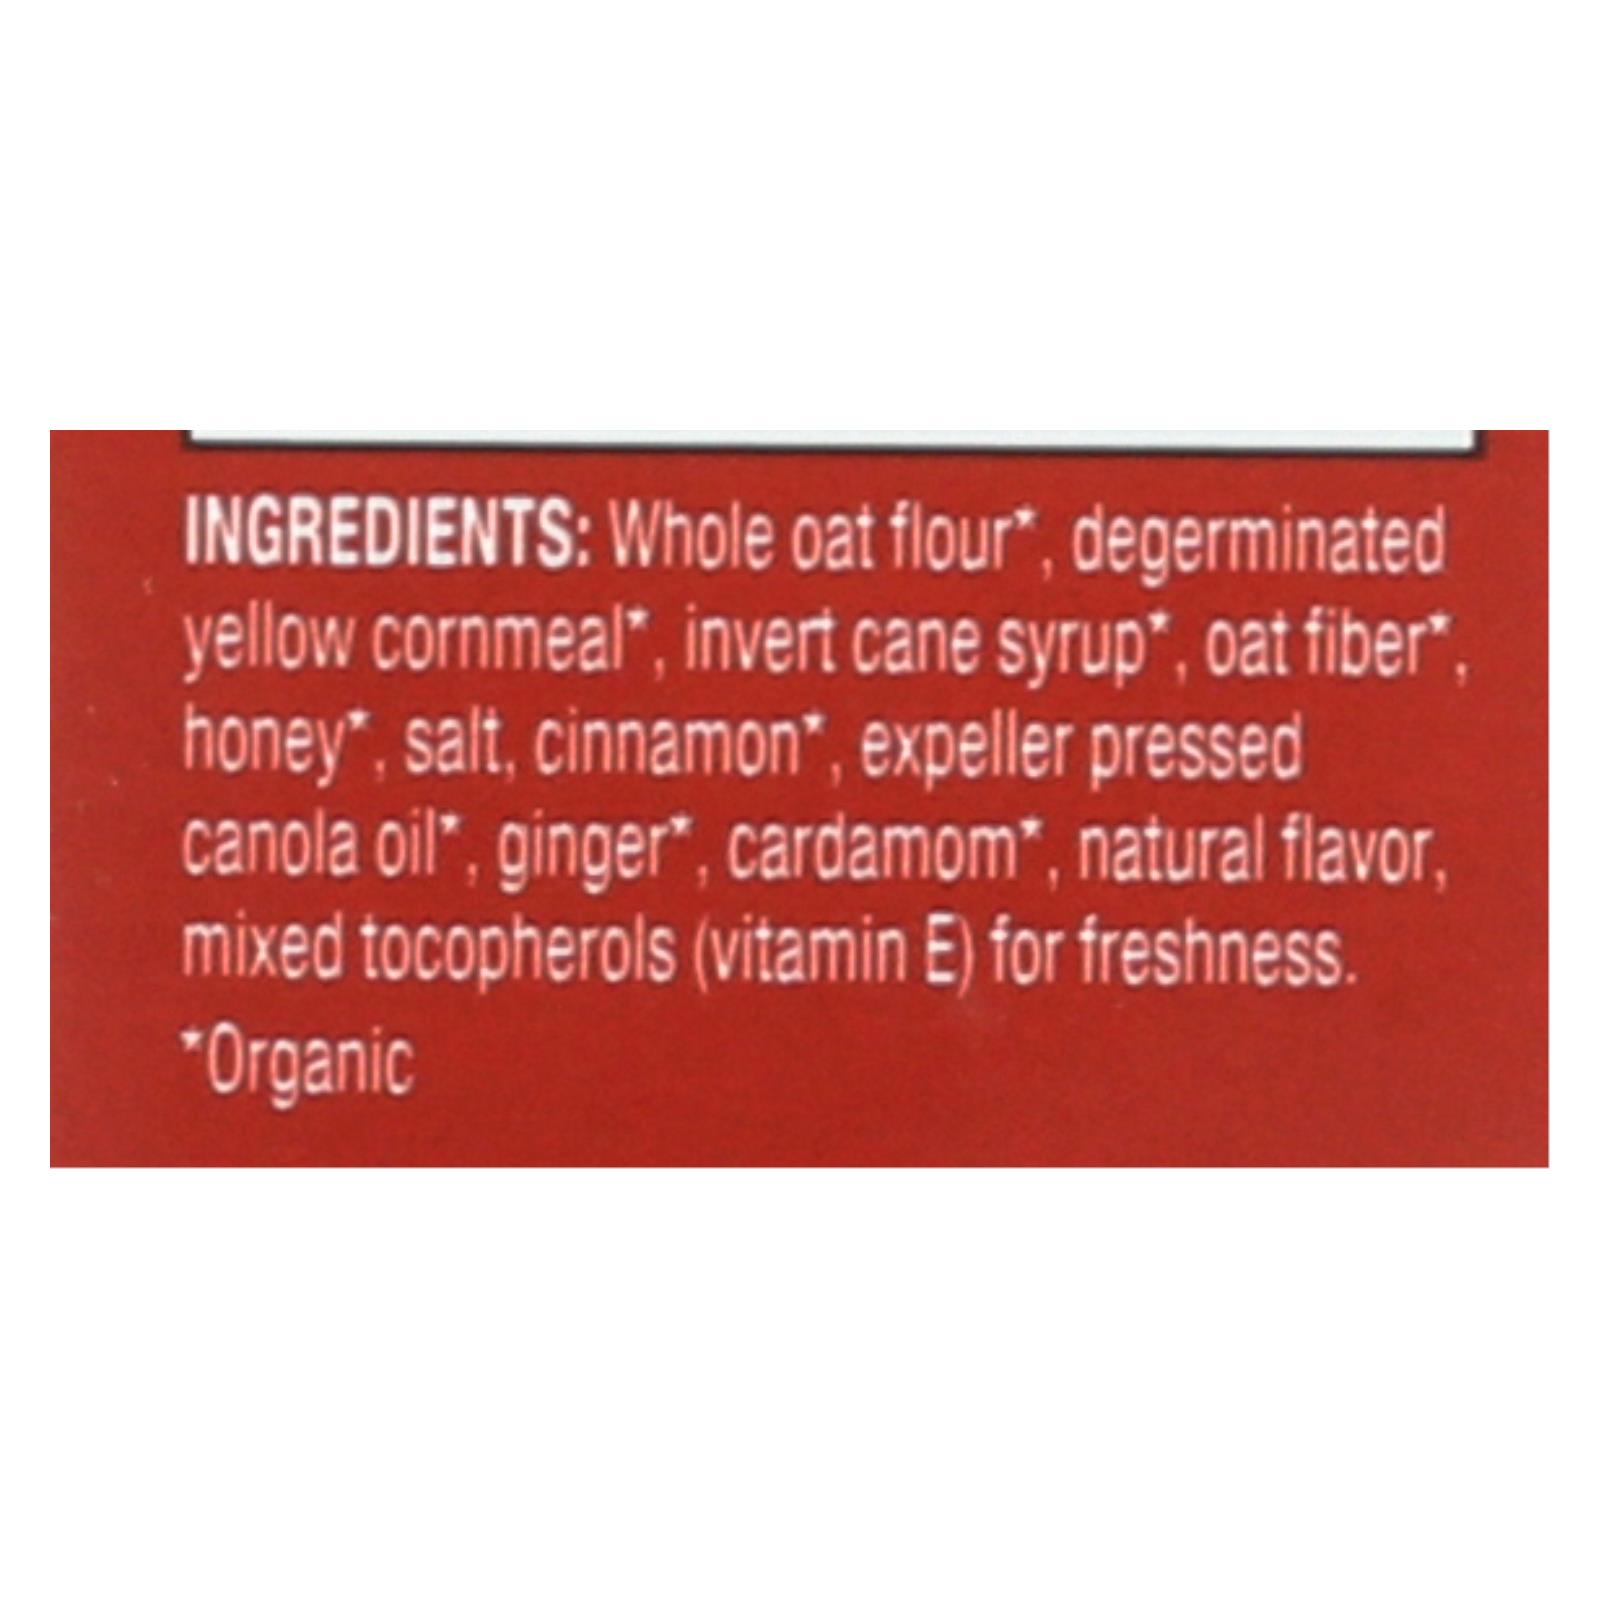 INGREDIENTS: Whole oat flour*, degerminated
yellow cornmeal*, invert cane syrup*, oat fiber*,
honey*, salt, cinnamon*, expeller pressed
canola oil*, ginger*, cardamom*, natural flavor,
mixed tocopherols (vitamin E) for freshness.
*Organic